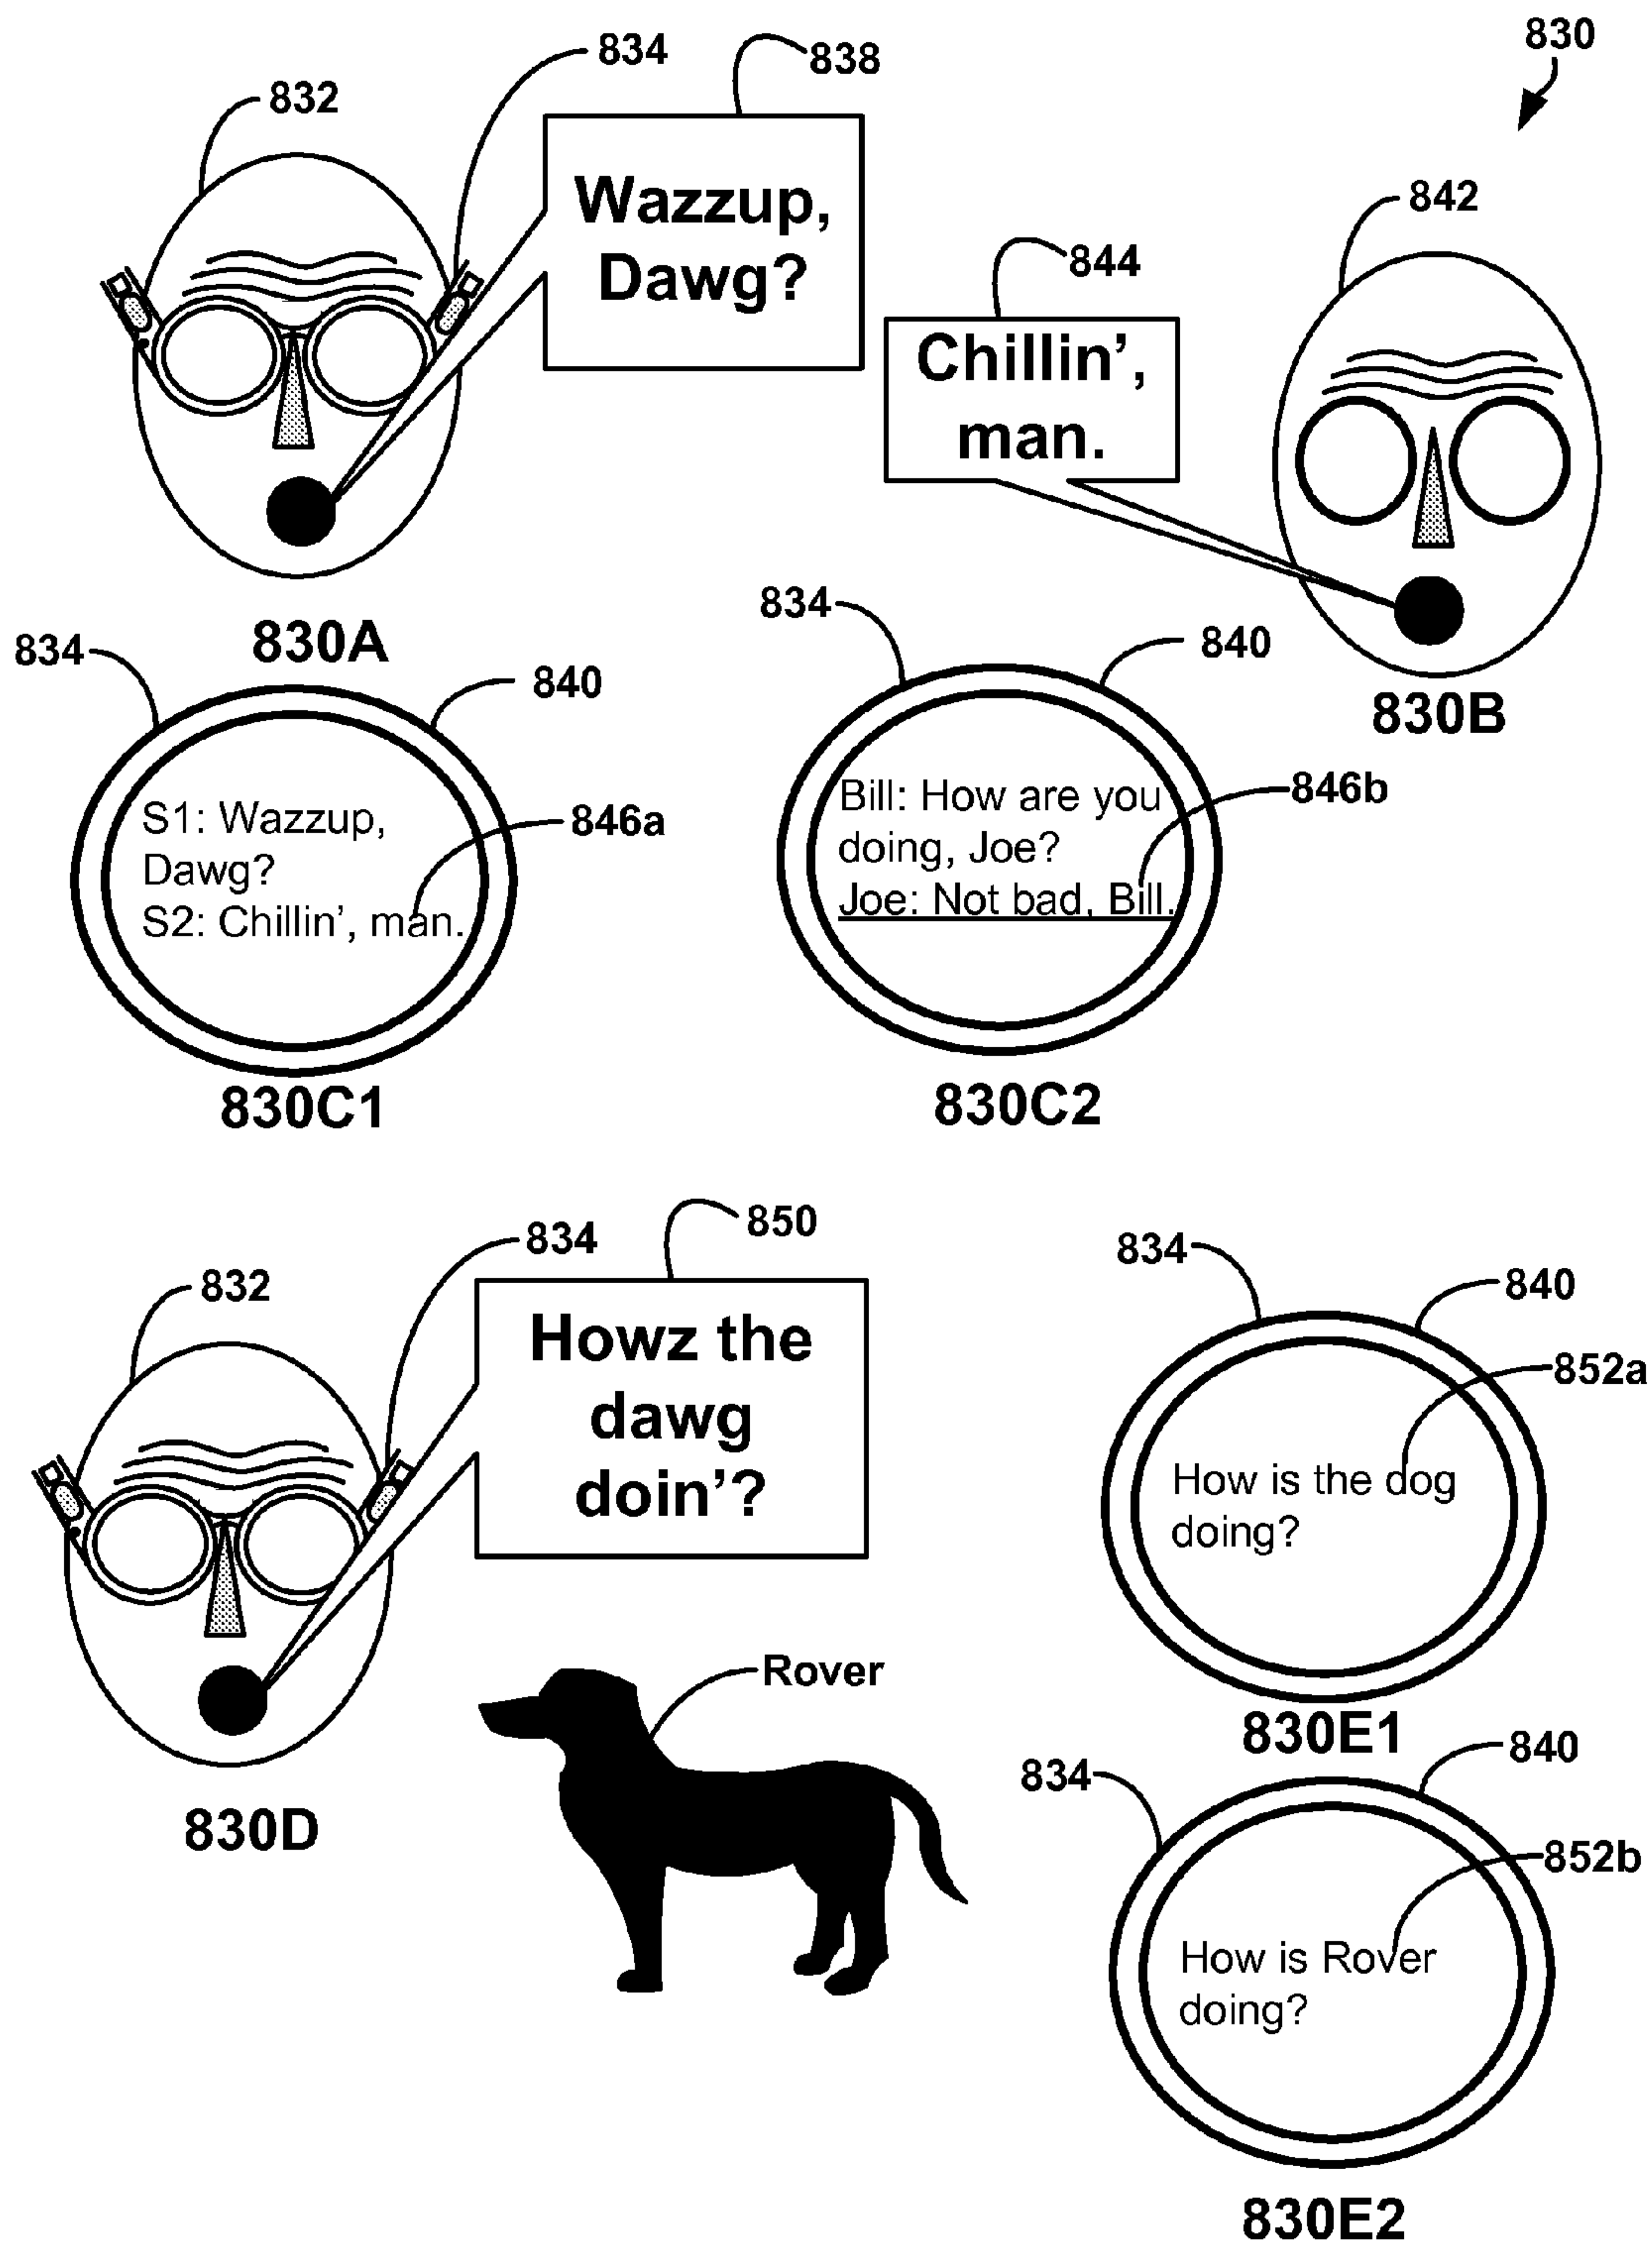 830
834
838
832
Wazzup,
Dawg?
842
844
Chillin’,
man.
830A
830B
834
840
S1: Wazzup,
Dawg?
S2: Chillin’, man.
846a
830C1
834
840
Bill: How are you
doing, Joe?
Joe: Not bad, Bill.
846b
830C2
832
834
850
Howz the
dawg
doin’?
830D
Rover
834
840
852a
How is the dog
doing?
830E1
834
840
852b
How is Rover
doing?
830E2